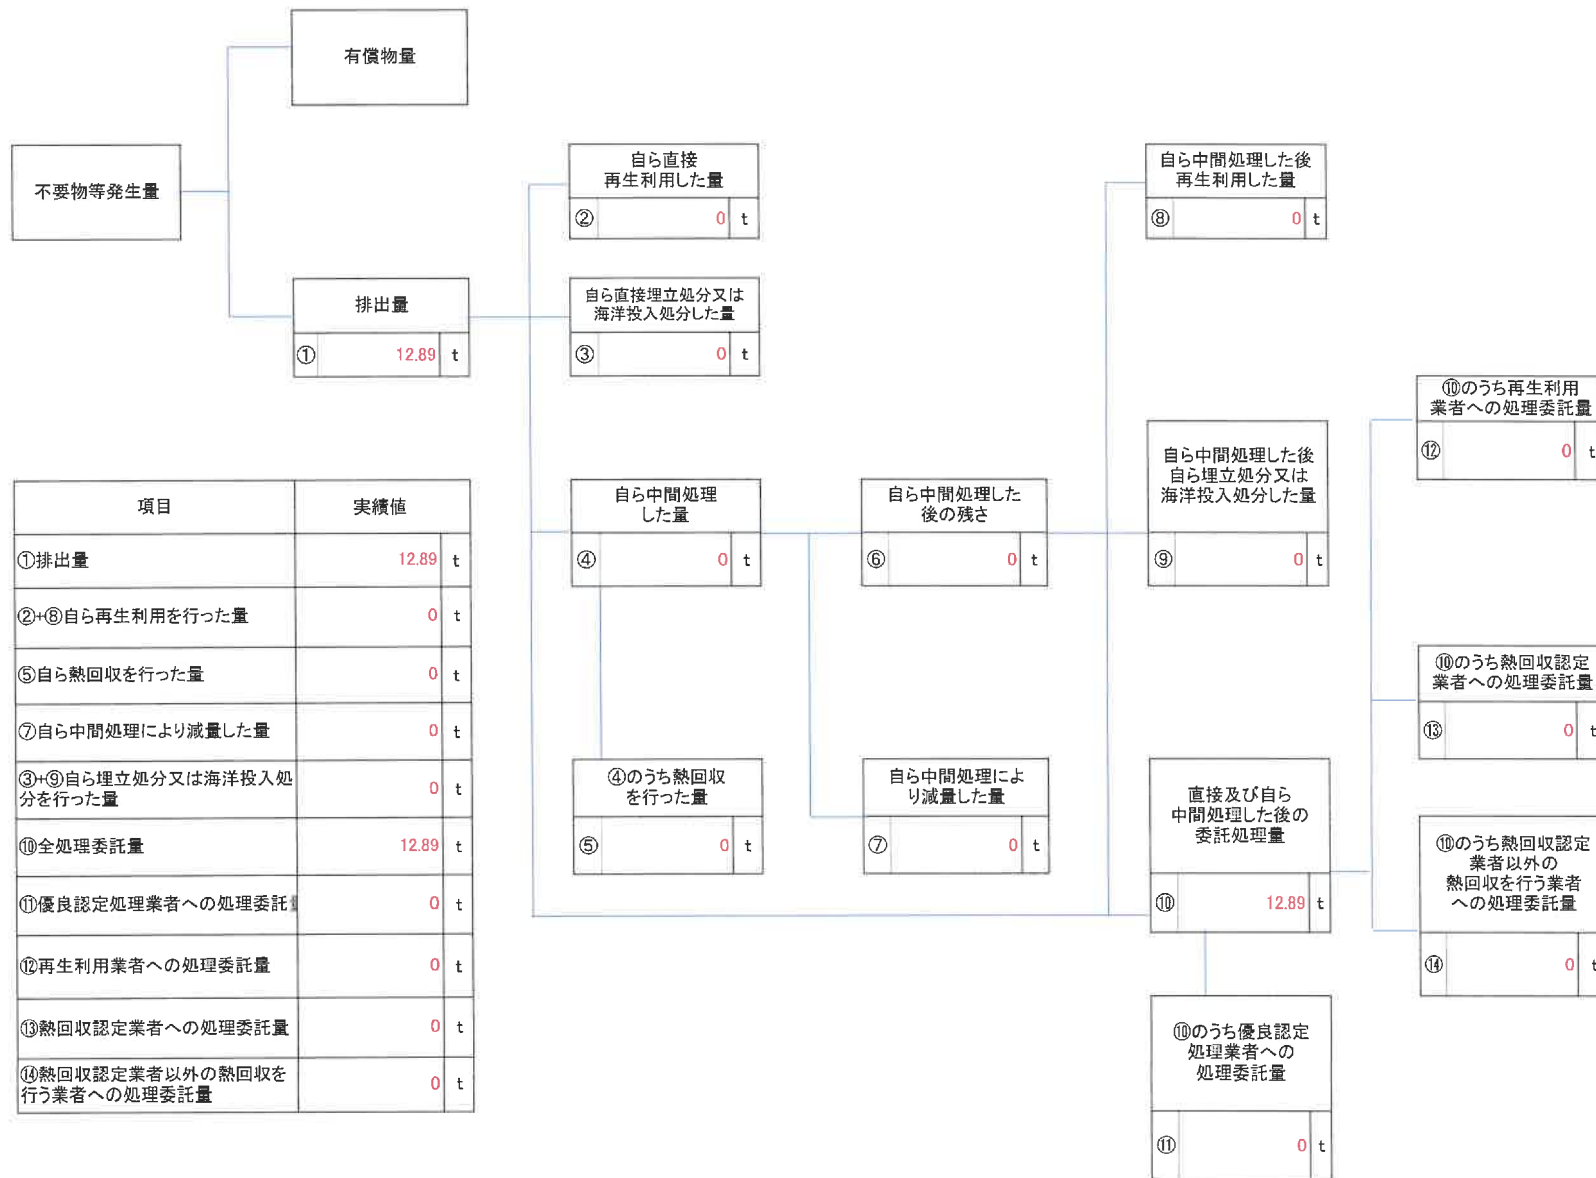 有償物量
不要物等発生量
排出量
① 12.89 t
自ら直接
再生利用した量
② 0 t
自ら直接埋立処分又は
海洋投入処分した量
③ 0 t
自ら中間処理
した量
④ 0 t
④のうち熱回収
を行った量
⑤ 0 t
自ら中間処理した
後の残さ
⑥ 0 t
自ら中間処理によ
り減量した量
⑦ 0 t
自ら中間処理した後
再生利用した量
⑧ 0 t
自ら中間処理した後
自ら埋立処分又は
海洋投入処分した量
⑨ 0 t
直接及び自ら
中間処理した後の
委託処理量
⑩ 12.89 t
⑩のうち優良認定
処理業者への
処理委託量
⑪ 0 t
⑩のうち再生利用
業者への処理委託量
⑫ 0 t
⑩のうち熱回収認定
業者への処理委託量
⑬ 0 t
⑩のうち熱回収認定
業者以外の
熱回収を行う業者
への処理委託量
⑭ 0 t
項目 実績値
①排出量 12.89 t
②+⑧自ら再生利用を行った量 0 t
⑤自ら熱回収を行った量 0 t
⑦自ら中間処理により減量した量 0 t
③+⑨自ら埋立処分又は海洋投入処
分を行った量 0 t
⑩全処理委託量 12.89 t
⑪優良認定処理業者への処理委託 0 t
⑫再生利用業者への処理委託量 0 t
⑬熱回収認定業者への処理委託量 0 t
⑭熱回収認定業者以外の熱回収を
行う業者への処理委託量 0 t